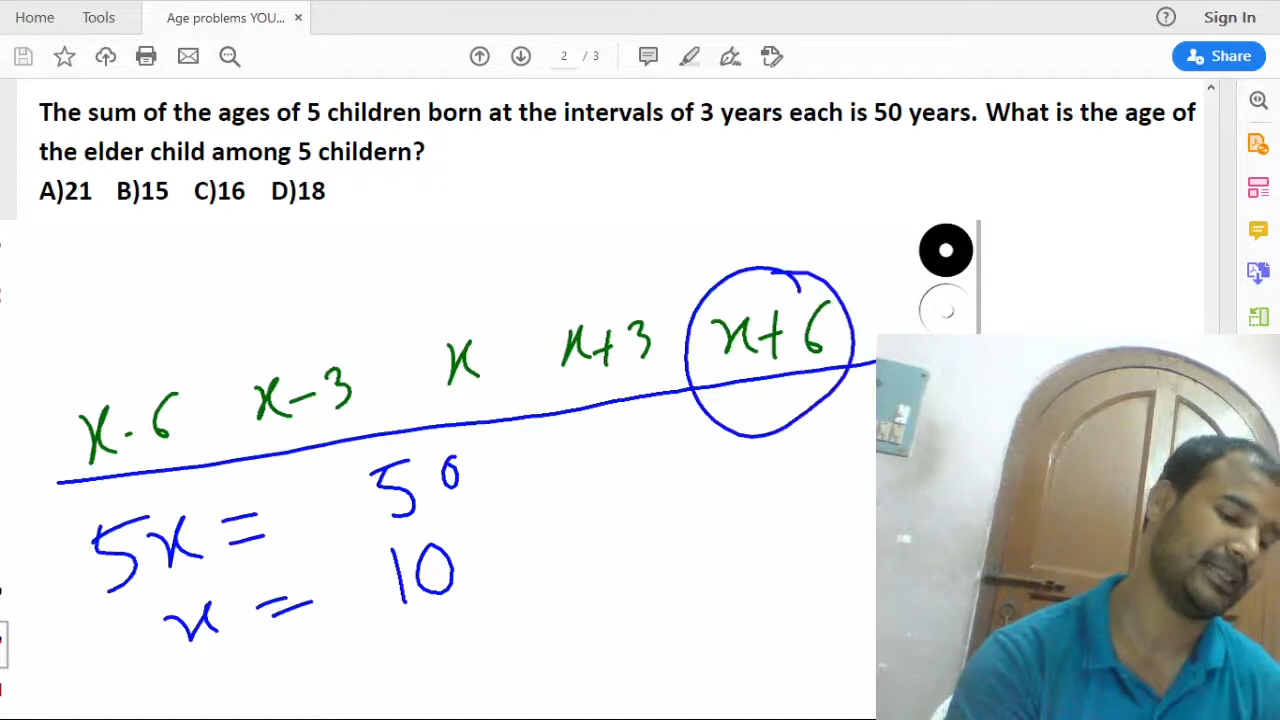 Home Tools Age problems YOU... × Sign In
2 / 3 Share
The sum of the ages of 5 children born at the intervals of 3 years each is 50 years. What is the age of
the elder child among 5 childern?
A)21 B)15 C)16 D)18
x-6 x-3 x x+3 x+6
5x = 50
x = 10